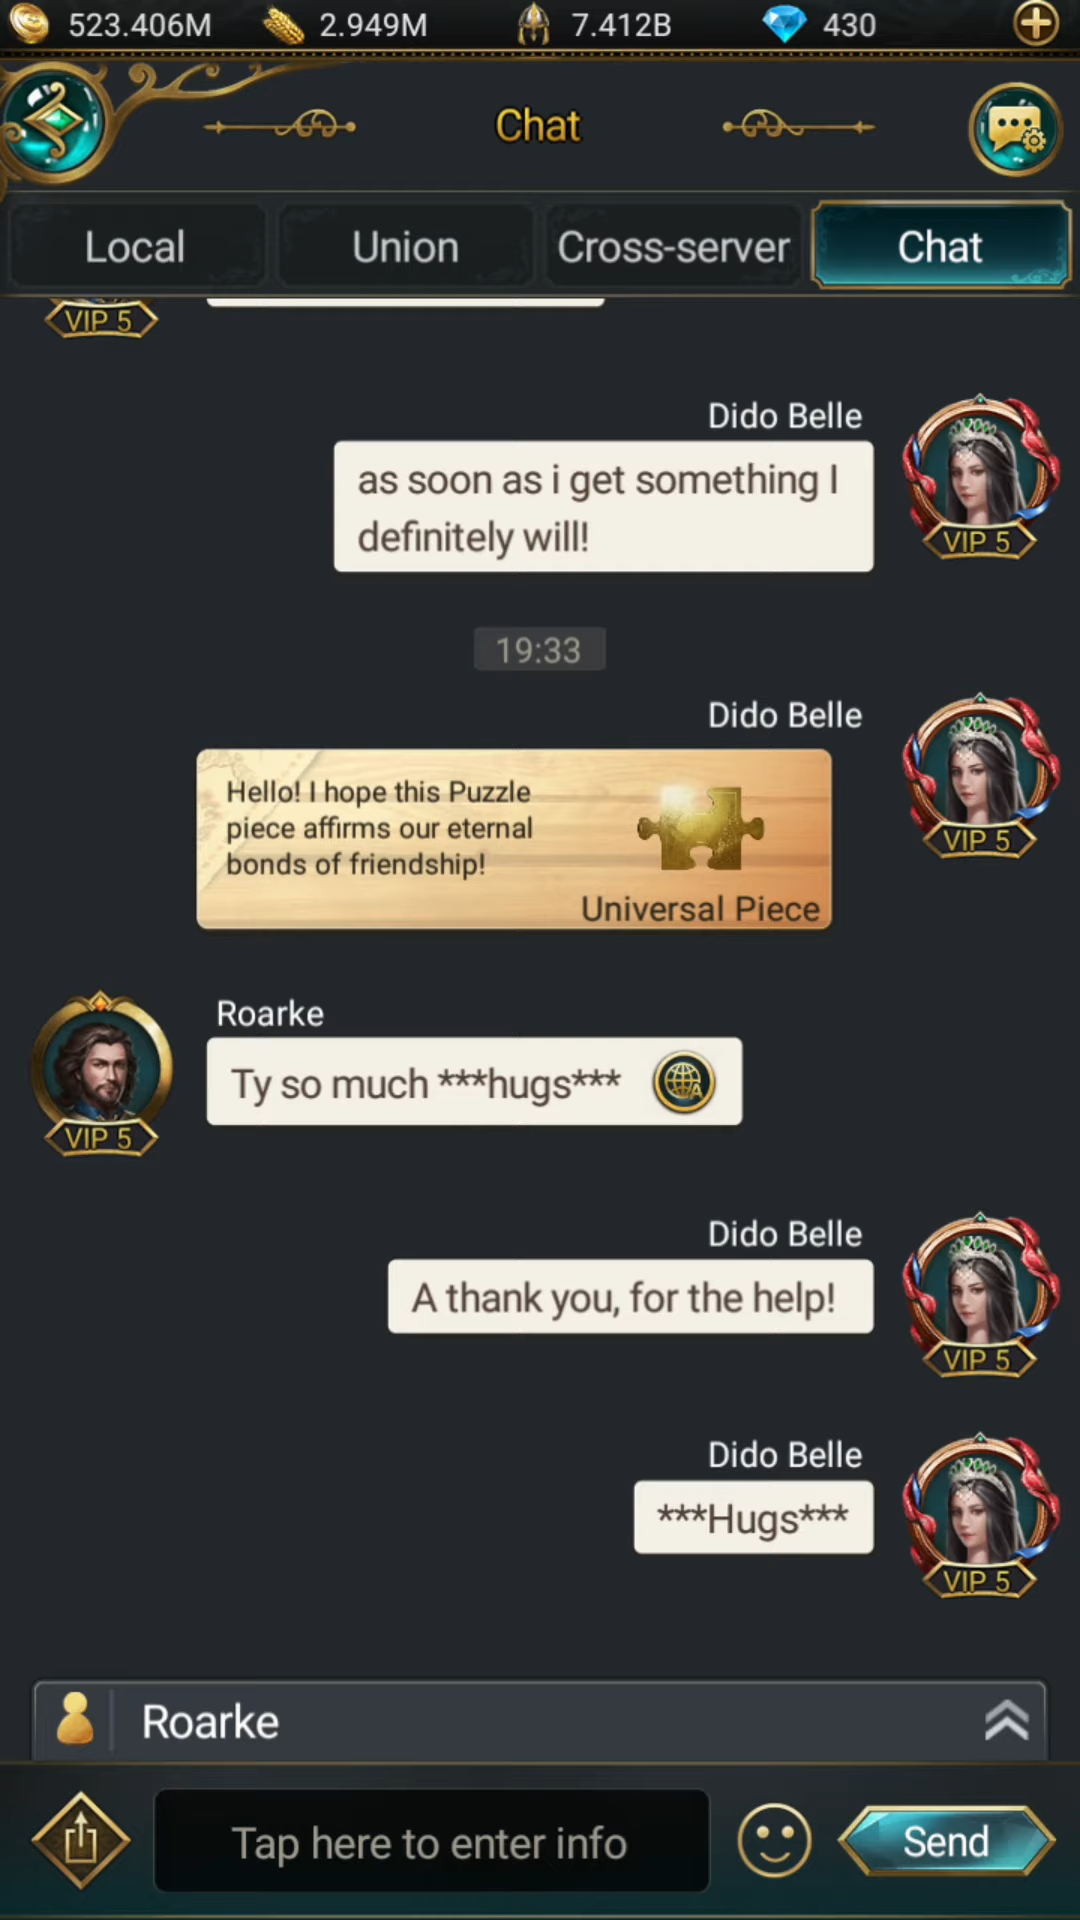 523.406M 2.949M 7.412B 430
Chat
Local Union Cross-server Chat
VIP 5
Dido Belle
as soon as i get something I
definitely will!
VIP 5
19:33
Dido Belle
Hello! I hope this Puzzle
piece affirms our eternal
bonds of friendship!
Universal Piece
VIP 5
Roarke
Ty so much ***hugs***
VIP 5
Dido Belle
A thank you, for the help!
VIP 5
Dido Belle
***Hugs***
VIP 5
Roarke
Tap here to enter info
Send